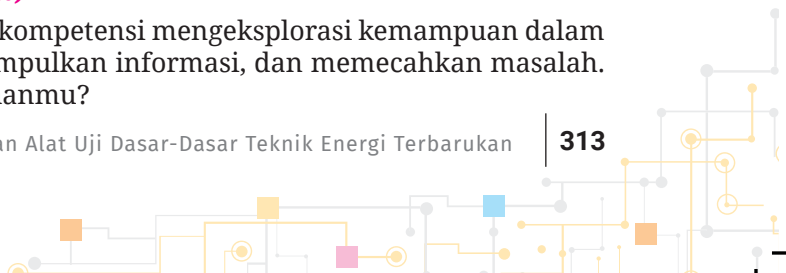 kompetensi mengeksplorasi kemampuan dalam
mpulkan informasi, dan memecahkan masalah.
anmu?
an Alat Uji Dasar-Dasar Teknik Energi Terbarukan 313